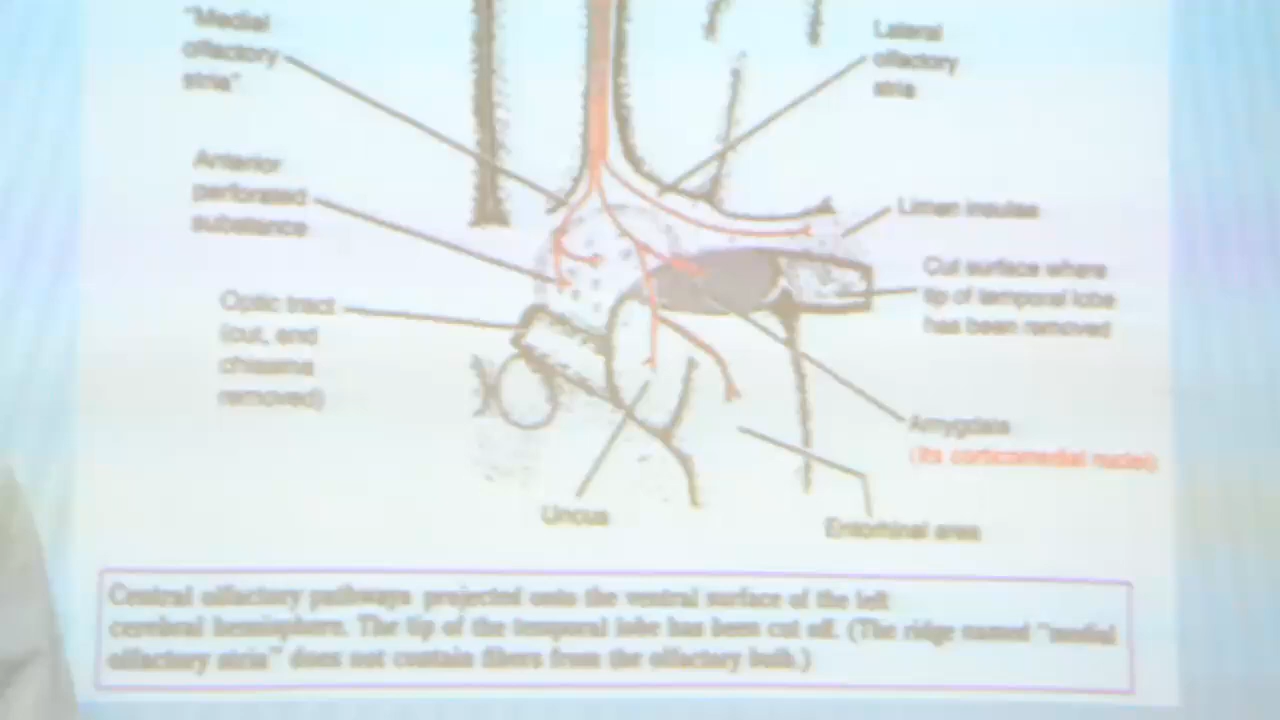 "Medial
olfactory
stria"
Lateral
olfactory
stria
Anterior
perforated
substance
Limen insulae
Cut surface where
tip of temporal lobe
has been removed
Optic tract
(cut, and
chiasma
removed)
Amygdala
(its corticomedial nuclei)
Uncus
Entorhinal area
Central olfactory pathways projected onto the ventral surface of the left
cerebral hemisphere. The tip of the temporal lobe has been cut off. (The ridge named "medial
olfactory stria" does not contain fibers from the olfactory bulb.)